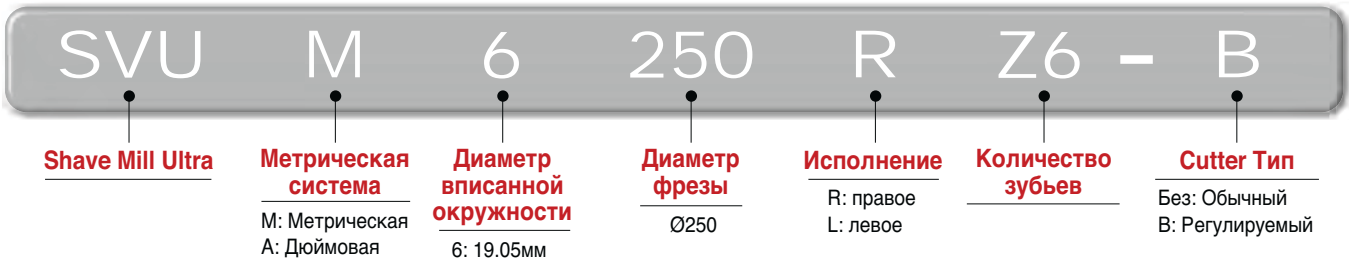 SVU M 6 250 R Z6 - B
Shave Mill Ultra
Метрическая
система
М: Метрическая
А: Дюймовая
Диаметр
вписанной
окружности
6: 19.05мм
Диаметр
фрезы
Ø250
Исполнение
R: правое
L: левое
Количество
зубьев
Cutter Тип
Без: Обычный
В: Регулируемый